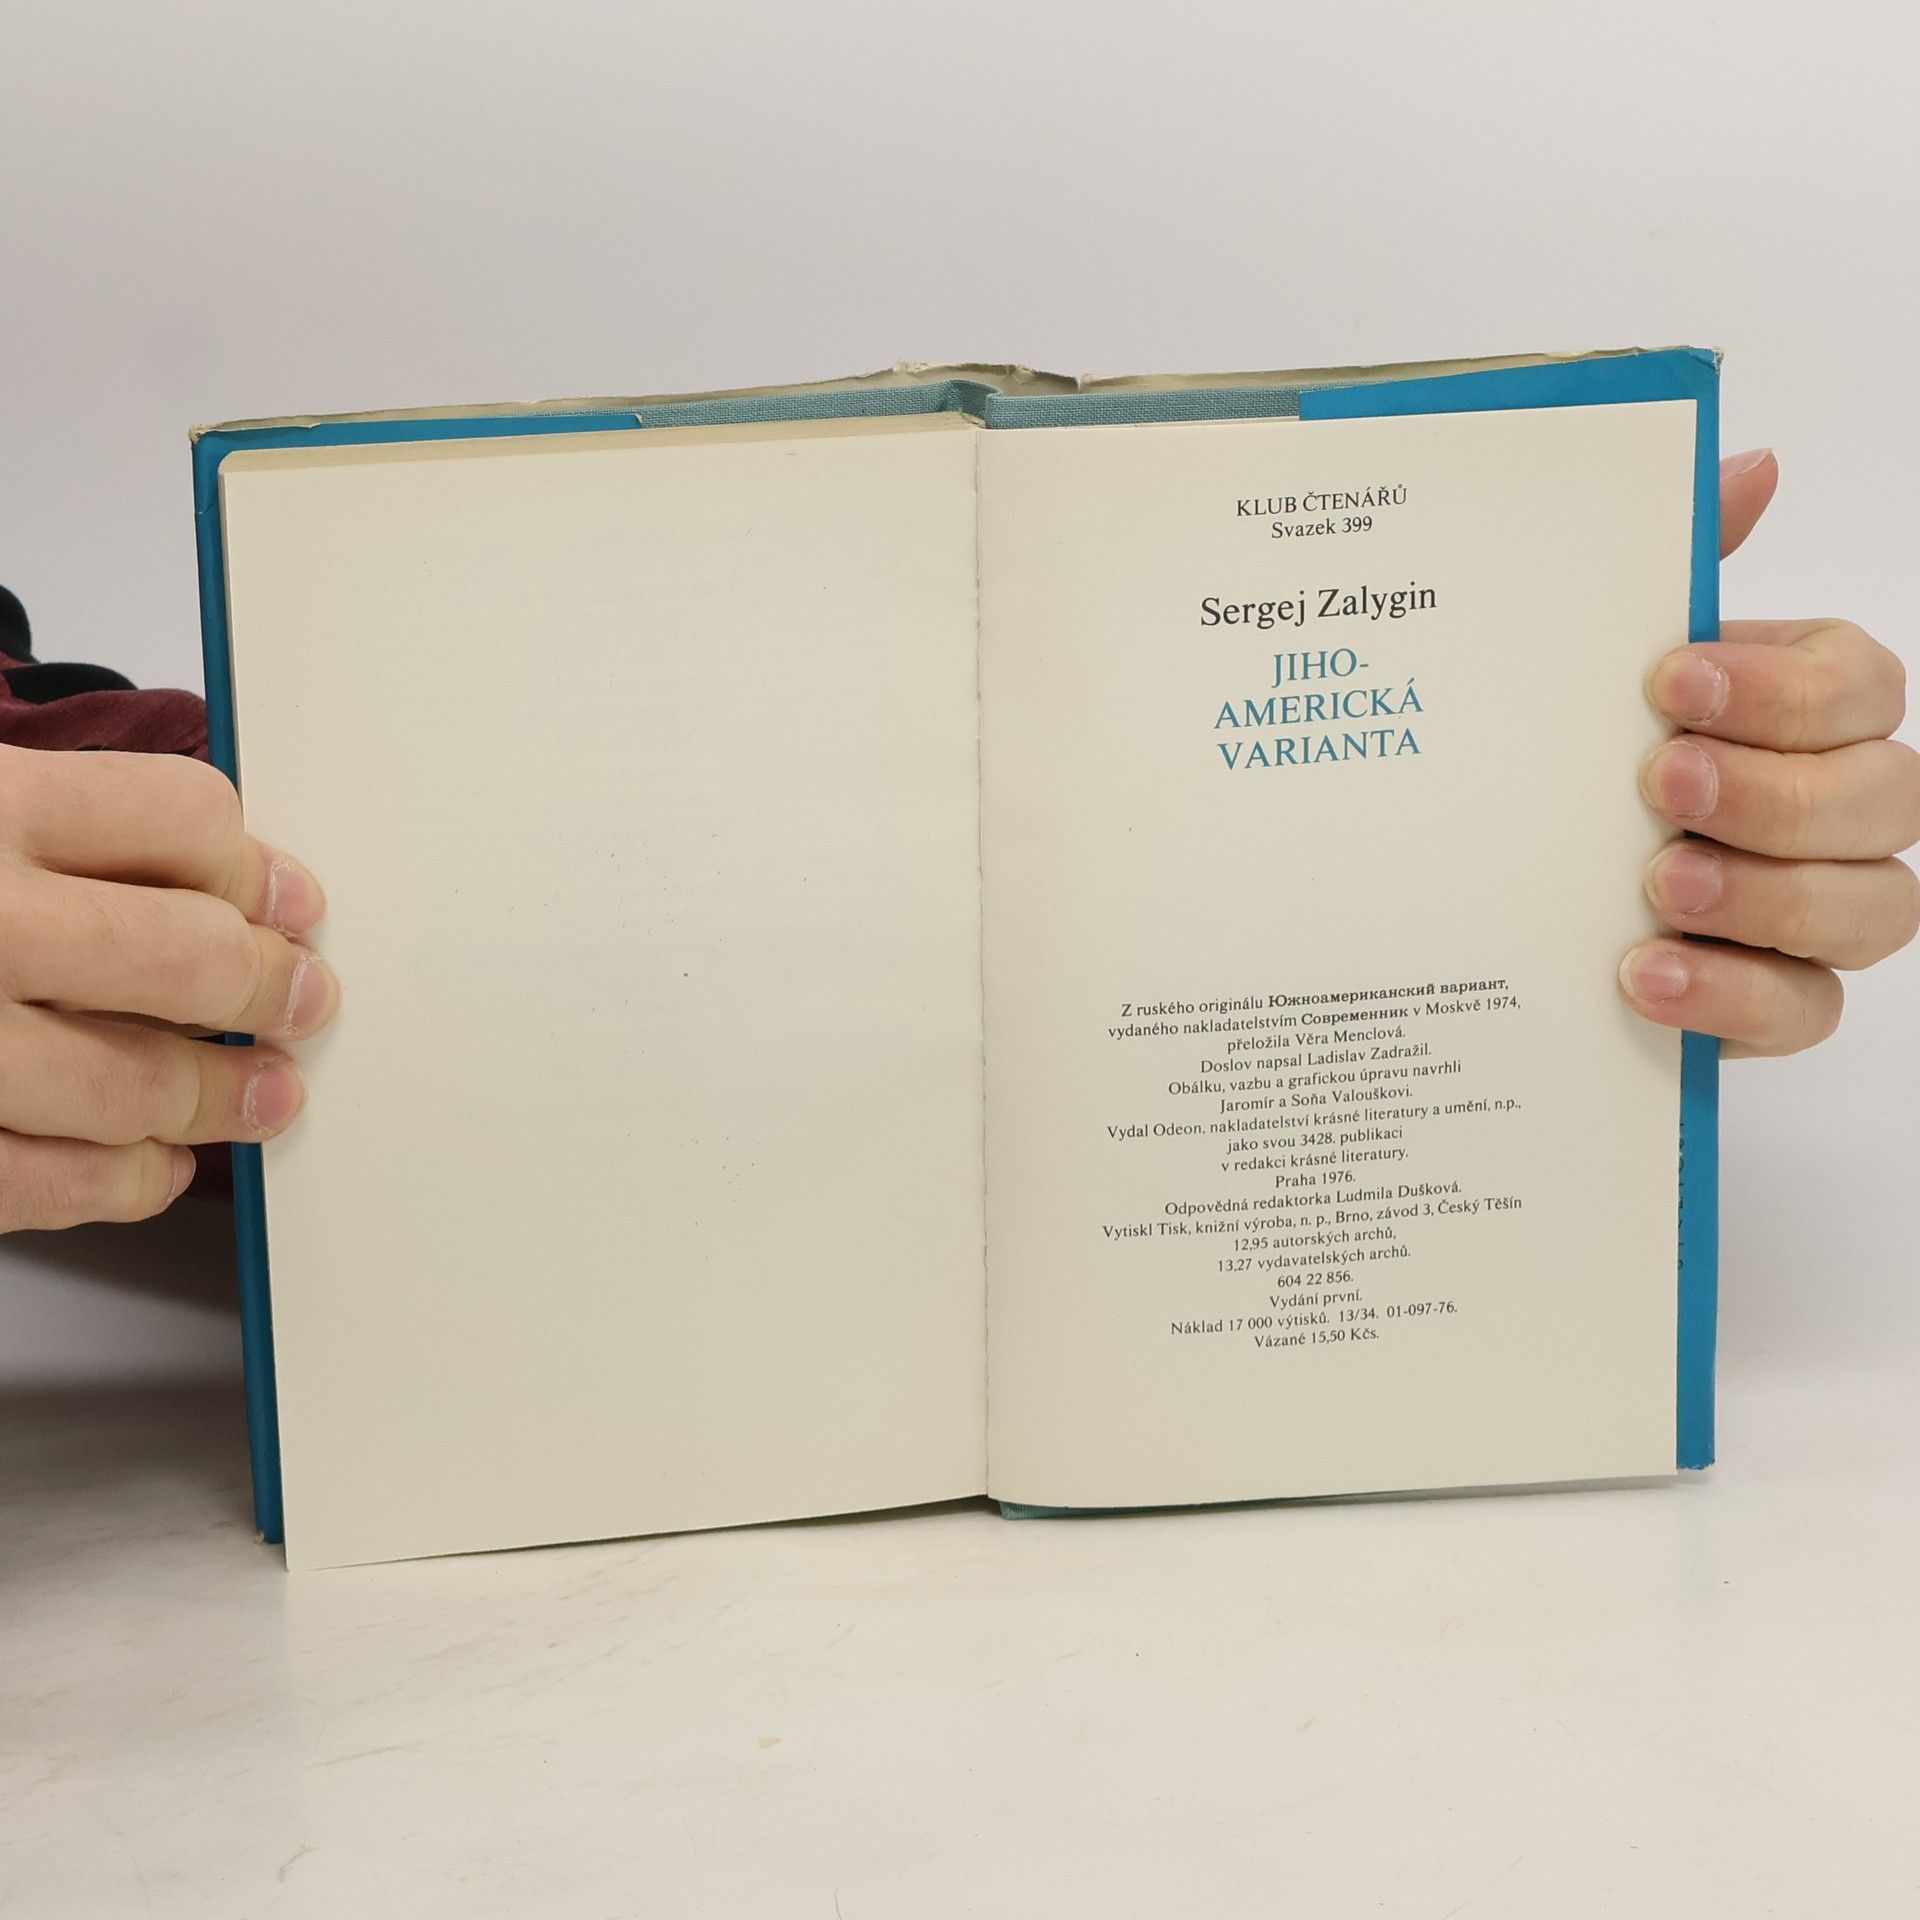 KLUB ČTENÁŘŮ
Svazek 399
Sergej Zalygin
JIHO-
AMERICKÁ
VARIANTA
Z ruského originálu Южноамериканский вариант,
vydaného nakladatelstvím Современник v Moskvě 1974,
přeložila Věra Menclová.
Doslov napsal Ladislav Zadražil.
Obálku, vazbu a grafickou úpravu navrhli
Jaromír a Soňa Valouškovi.
Vydal Odeon, nakladatelství krásné literatury a umění, n.p.,
jako svou 3428. publikaci
v redakci krásné literatury.
Praha 1976.
Odpovědná redaktorka Ludmila Dušková.
Vytiskl Tisk, knižní výroba, n. p., Brno, závod 3, Český Těšín
12,95 autorských archů,
13,27 vydavatelských archů.
604 22 856.
Vydání první.
Náklad 17 000 výtisků. 13/34. 01-097-76.
Vázané 15,50 Kčs.